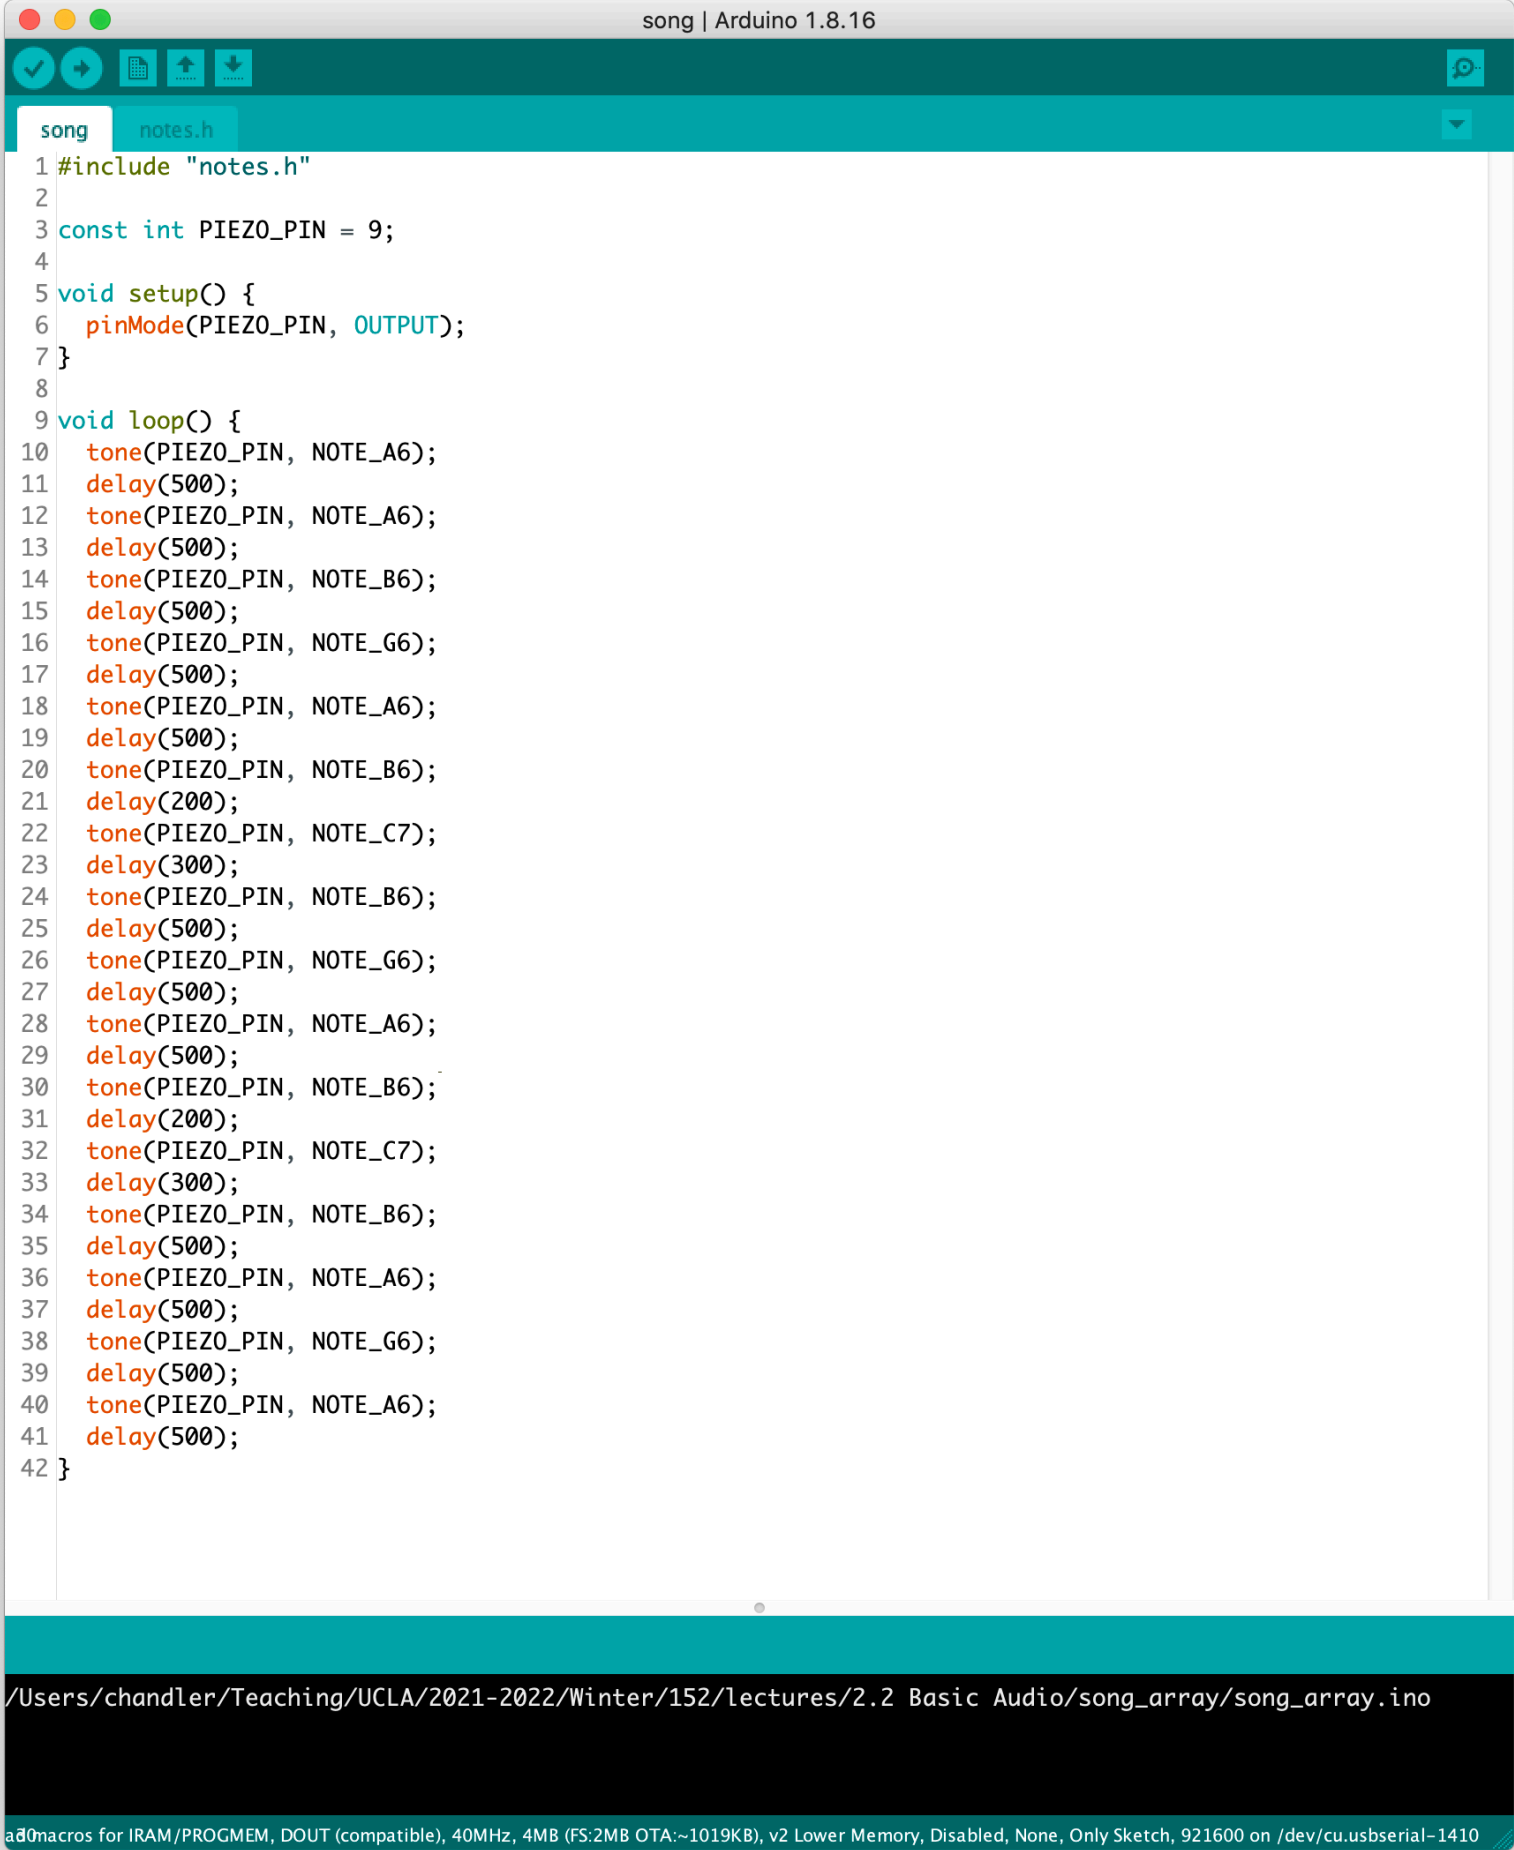 song | Arduino 1.8.16
song notes.h
1 #include "notes.h"
2
3 const int PIEZO_PIN = 9;
4
5 void setup() {
6 pinMode(PIEZO_PIN, OUTPUT);
7 }
8
9 void loop() {
10 tone(PIEZO_PIN, NOTE_A6);
11 delay(500);
12 tone(PIEZO_PIN, NOTE_A6);
13 delay(500);
14 tone(PIEZO_PIN, NOTE_B6);
15 delay(500);
16 tone(PIEZO_PIN, NOTE_G6);
17 delay(500);
18 tone(PIEZO_PIN, NOTE_A6);
19 delay(500);
20 tone(PIEZO_PIN, NOTE_B6);
21 delay(200);
22 tone(PIEZO_PIN, NOTE_C7);
23 delay(300);
24 tone(PIEZO_PIN, NOTE_B6);
25 delay(500);
26 tone(PIEZO_PIN, NOTE_G6);
27 delay(500);
28 tone(PIEZO_PIN, NOTE_A6);
29 delay(500);
30 tone(PIEZO_PIN, NOTE_B6);
31 delay(200);
32 tone(PIEZO_PIN, NOTE_C7);
33 delay(300);
34 tone(PIEZO_PIN, NOTE_B6);
35 delay(500);
36 tone(PIEZO_PIN, NOTE_A6);
37 delay(500);
38 tone(PIEZO_PIN, NOTE_G6);
39 delay(500);
40 tone(PIEZO_PIN, NOTE_A6);
41 delay(500);
42 }
/Users/chandler/Teaching/UCLA/2021-2022/Winter/152/lectures/2.2 Basic Audio/song_array/song_array.ino
macros for IRAM/PROGMEM, DOUT (compatible), 40MHz, 4MB (FS:2MB OTA:~1019KB), v2 Lower Memory, Disabled, None, Only Sketch, 921600 on /dev/cu.usbserial-1410